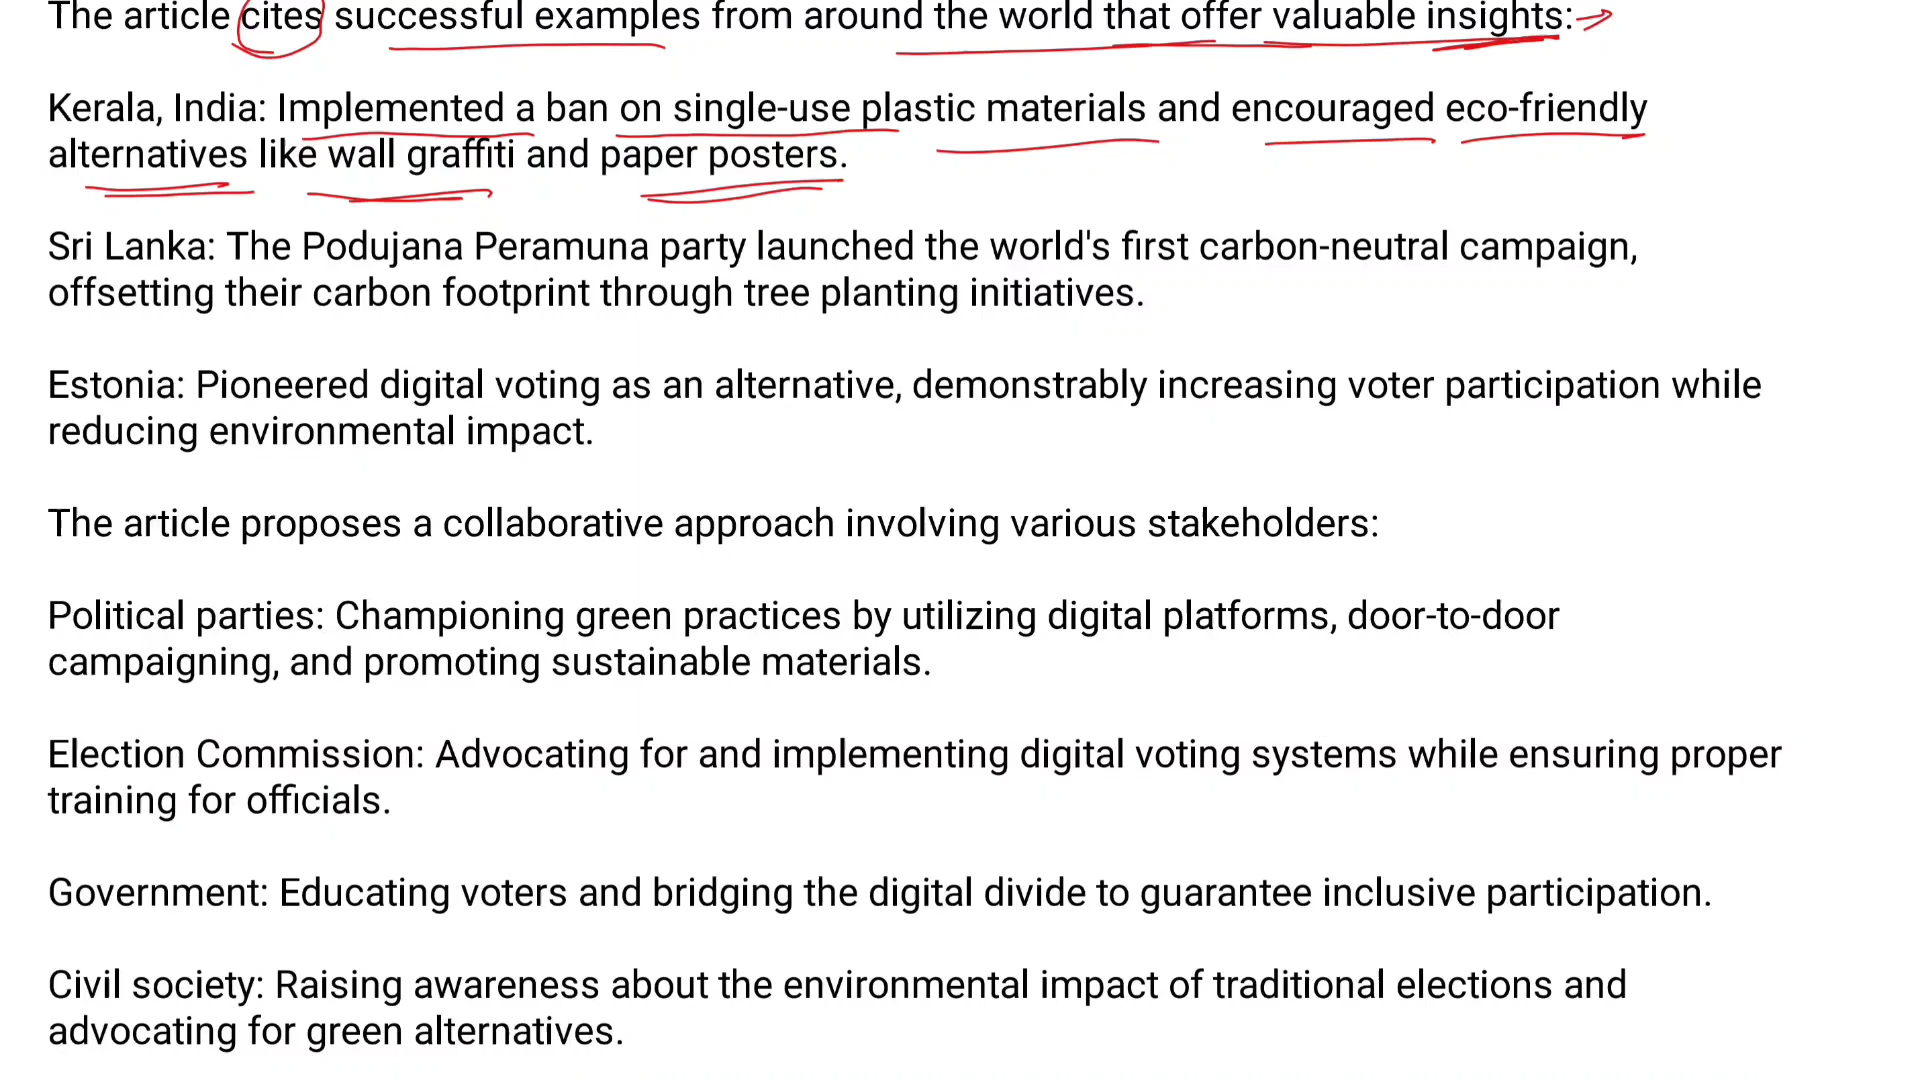 The article cites successful examples from around the world that offer valuable insights:
Kerala, India: Implemented a ban on single-use plastic materials and encouraged eco-friendly
alternatives like wall graffiti and paper posters.
Sri Lanka: The Podujana Peramuna party launched the world's first carbon-neutral campaign,
offsetting their carbon footprint through tree planting initiatives.
Estonia: Pioneered digital voting as an alternative, demonstrably increasing voter participation while
reducing environmental impact.
The article proposes a collaborative approach involving various stakeholders:
Political parties: Championing green practices by utilizing digital platforms, door-to-door
campaigning, and promoting sustainable materials.
Election Commission: Advocating for and implementing digital voting systems while ensuring proper
training for officials.
Government: Educating voters and bridging the digital divide to guarantee inclusive participation.
Civil society: Raising awareness about the environmental impact of traditional elections and
advocating for green alternatives.